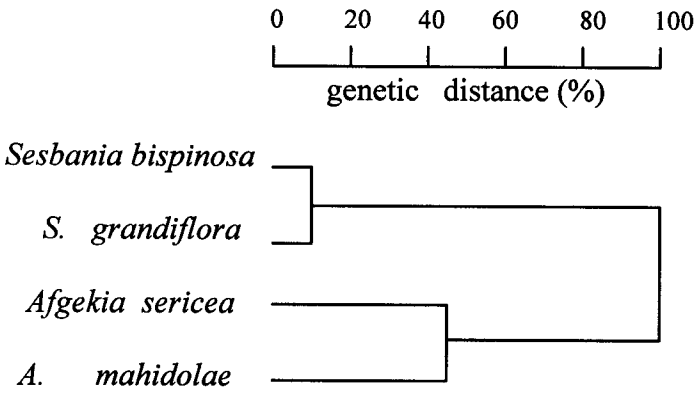 0 20 40 60 80 100
genetic distance (%)
Sesbania bispinosa
S. grandiflora
Afgekia sericea
A. mahidolae